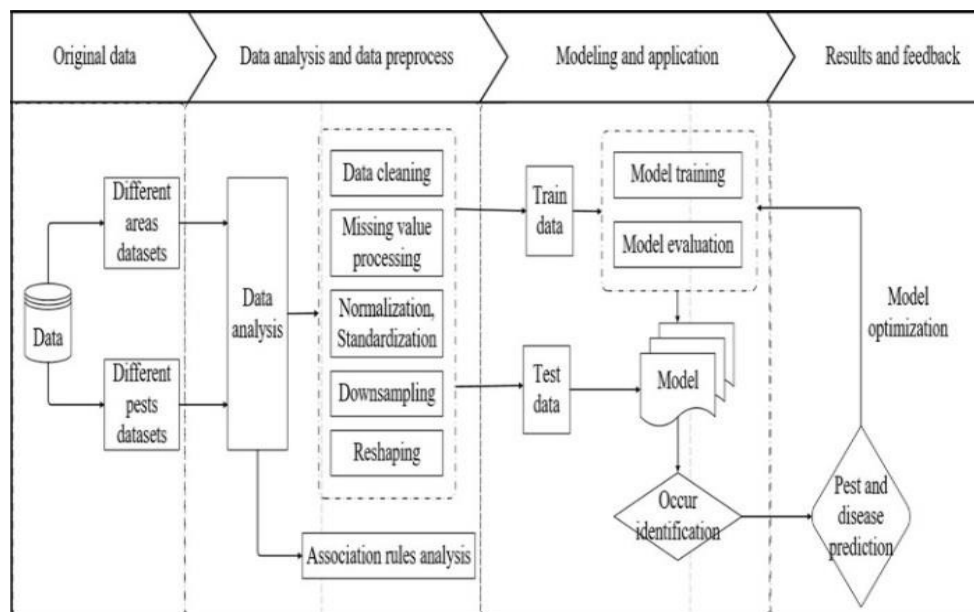 Original data
Data analysis and data preprocess
Modeling and application
Results and feedback
Data
Different
areas
datasets
Different
pests
datasets
Data
analysis
Data cleaning
Missing value
processing
Normalization,
Standardization
Downsampling
Reshaping
Association rules analysis
Train
data
Test
data
Model training
Model evaluation
Model
Occur
identification
Model
optimization
Pest and
disease
prediction